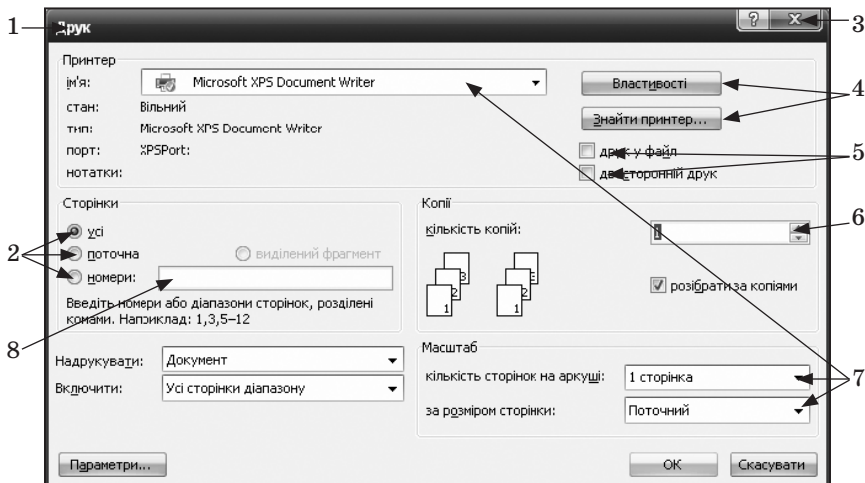 1 Друк ? X 3
Принтер
ім'я: Microsoft XPS Document Writer Властивості 4
стан: Вільний
тип: Microsoft XPS Document Writer Знайти принтер...
порт: XPSPort: друк у файл 5
нотатки: двосторонній друк
Сторінки Копії
усі кількість копій: 1 6
2 поточна виділений фрагмент
номери: розібрати за копіями
Введіть номери або діапазони сторінок, розділені
комами. Наприклад: 1,3,5–12
8
Масштаб
Надрукувати: Документ
кількість сторінок на аркуші: 1 сторінка 7
Включити: Усі сторінки діапазону
за розміром сторінки: Поточний
Параметри... ОК Скасувати